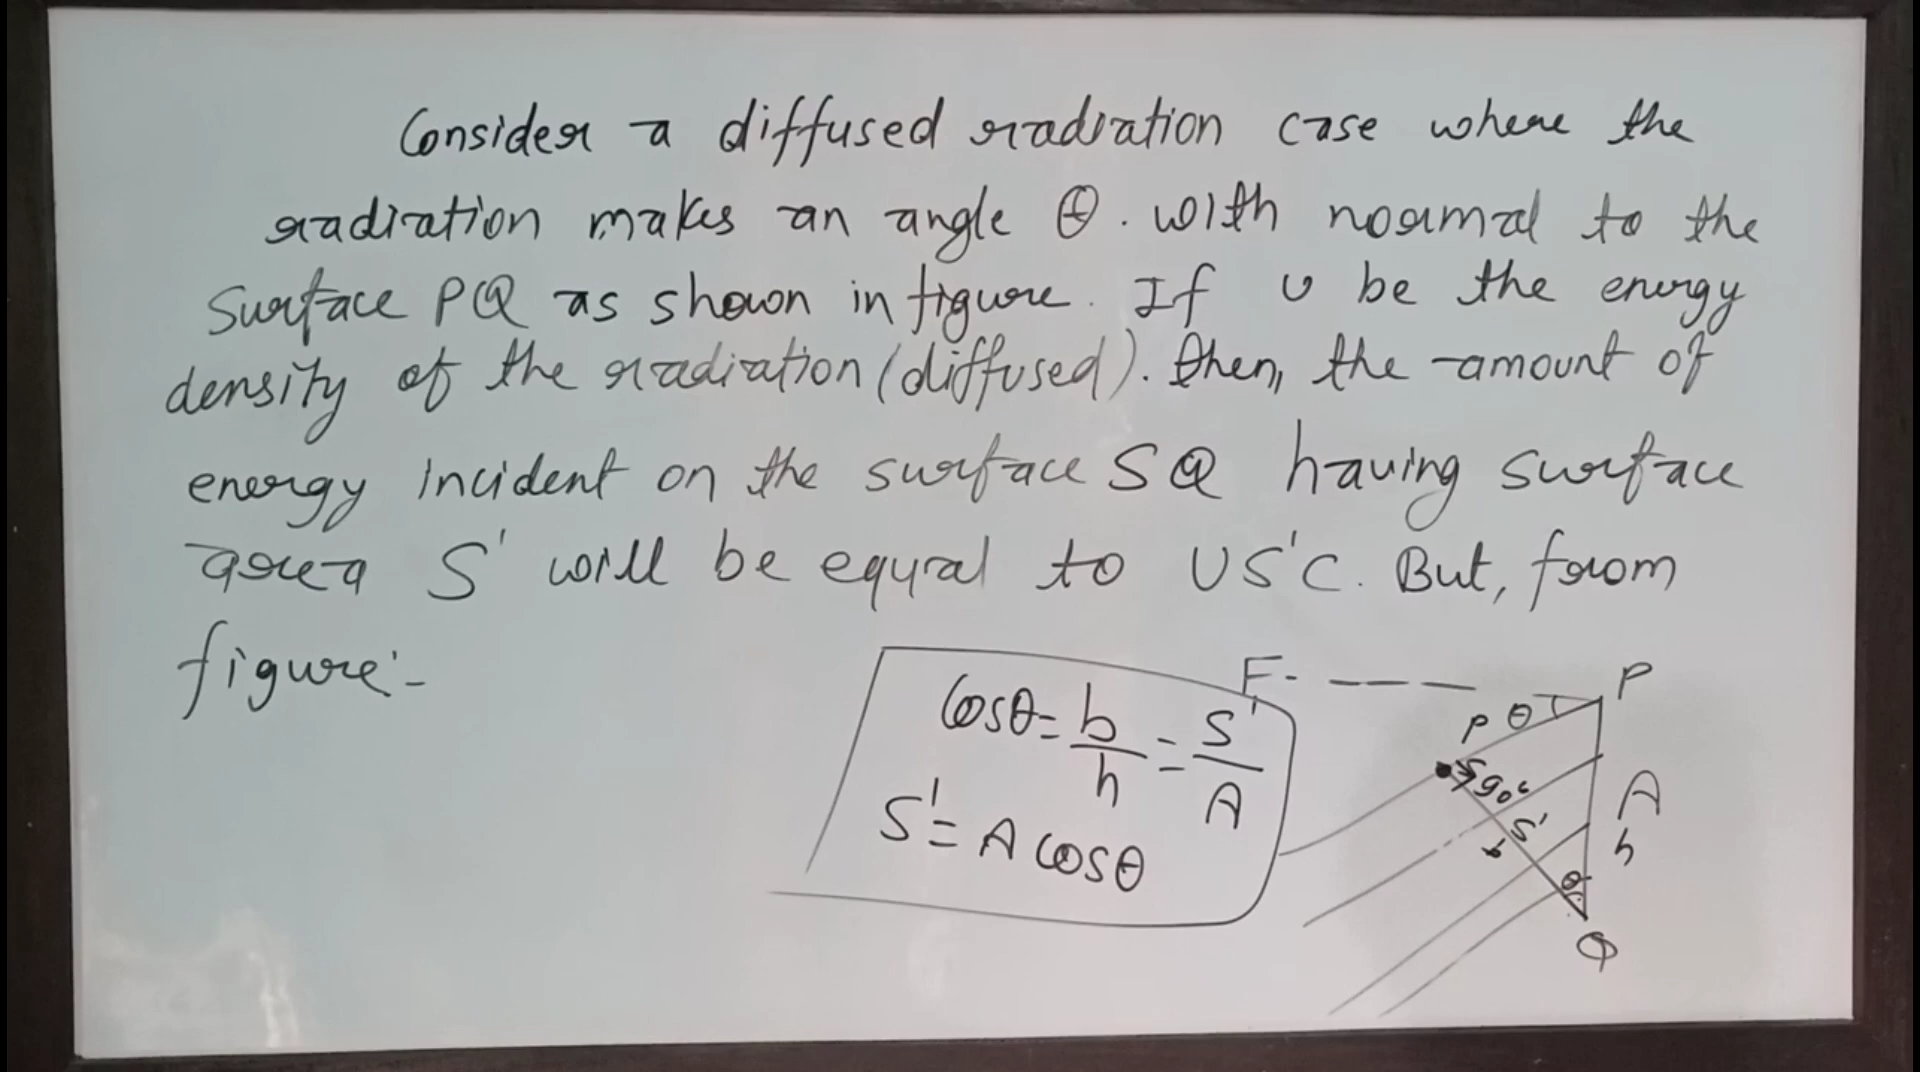 Consider a diffused radiation case where the
radiation makes an angle θ. with normal to the
Surface PQ as shown in figure. If U be the energy
density of the radiation (diffused). then, the amount of
energy incident on the surface SQ having surface
area S' will be equal to US'C. But, from
figure:-
Cosθ = b/h = S'/A
S' = A cosθ
F
P
P θ
S 90°
S'
b
A
h
θ
Q